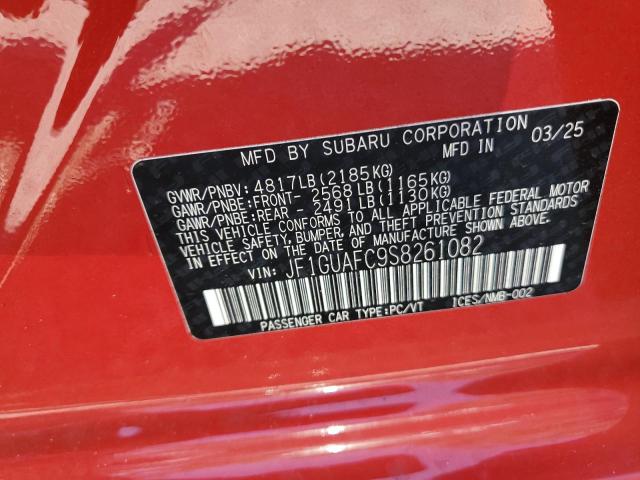 MFD BY SUBARU CORPORATION 03/25
MFD IN
GVWR/PNBV: 4817LB(2185KG)
GAWR/PNBE:FRONT- 2568LB(1165KG)
GAWR/PNBE:REAR - 2491LB(1130KG)
THIS VEHICLE CONFORMS TO ALL APPLICABLE FEDERAL MOTOR
VEHICLE SAFETY, BUMPER, AND THEFT PREVENTION STANDARDS
IN EFFECT ON THE DATE OF MANUFACTURE SHOWN ABOVE.
VIN: JF1GUAFC9S8261082
PASSENGER CAR TYPE:PC/VT ICES/NMB-002